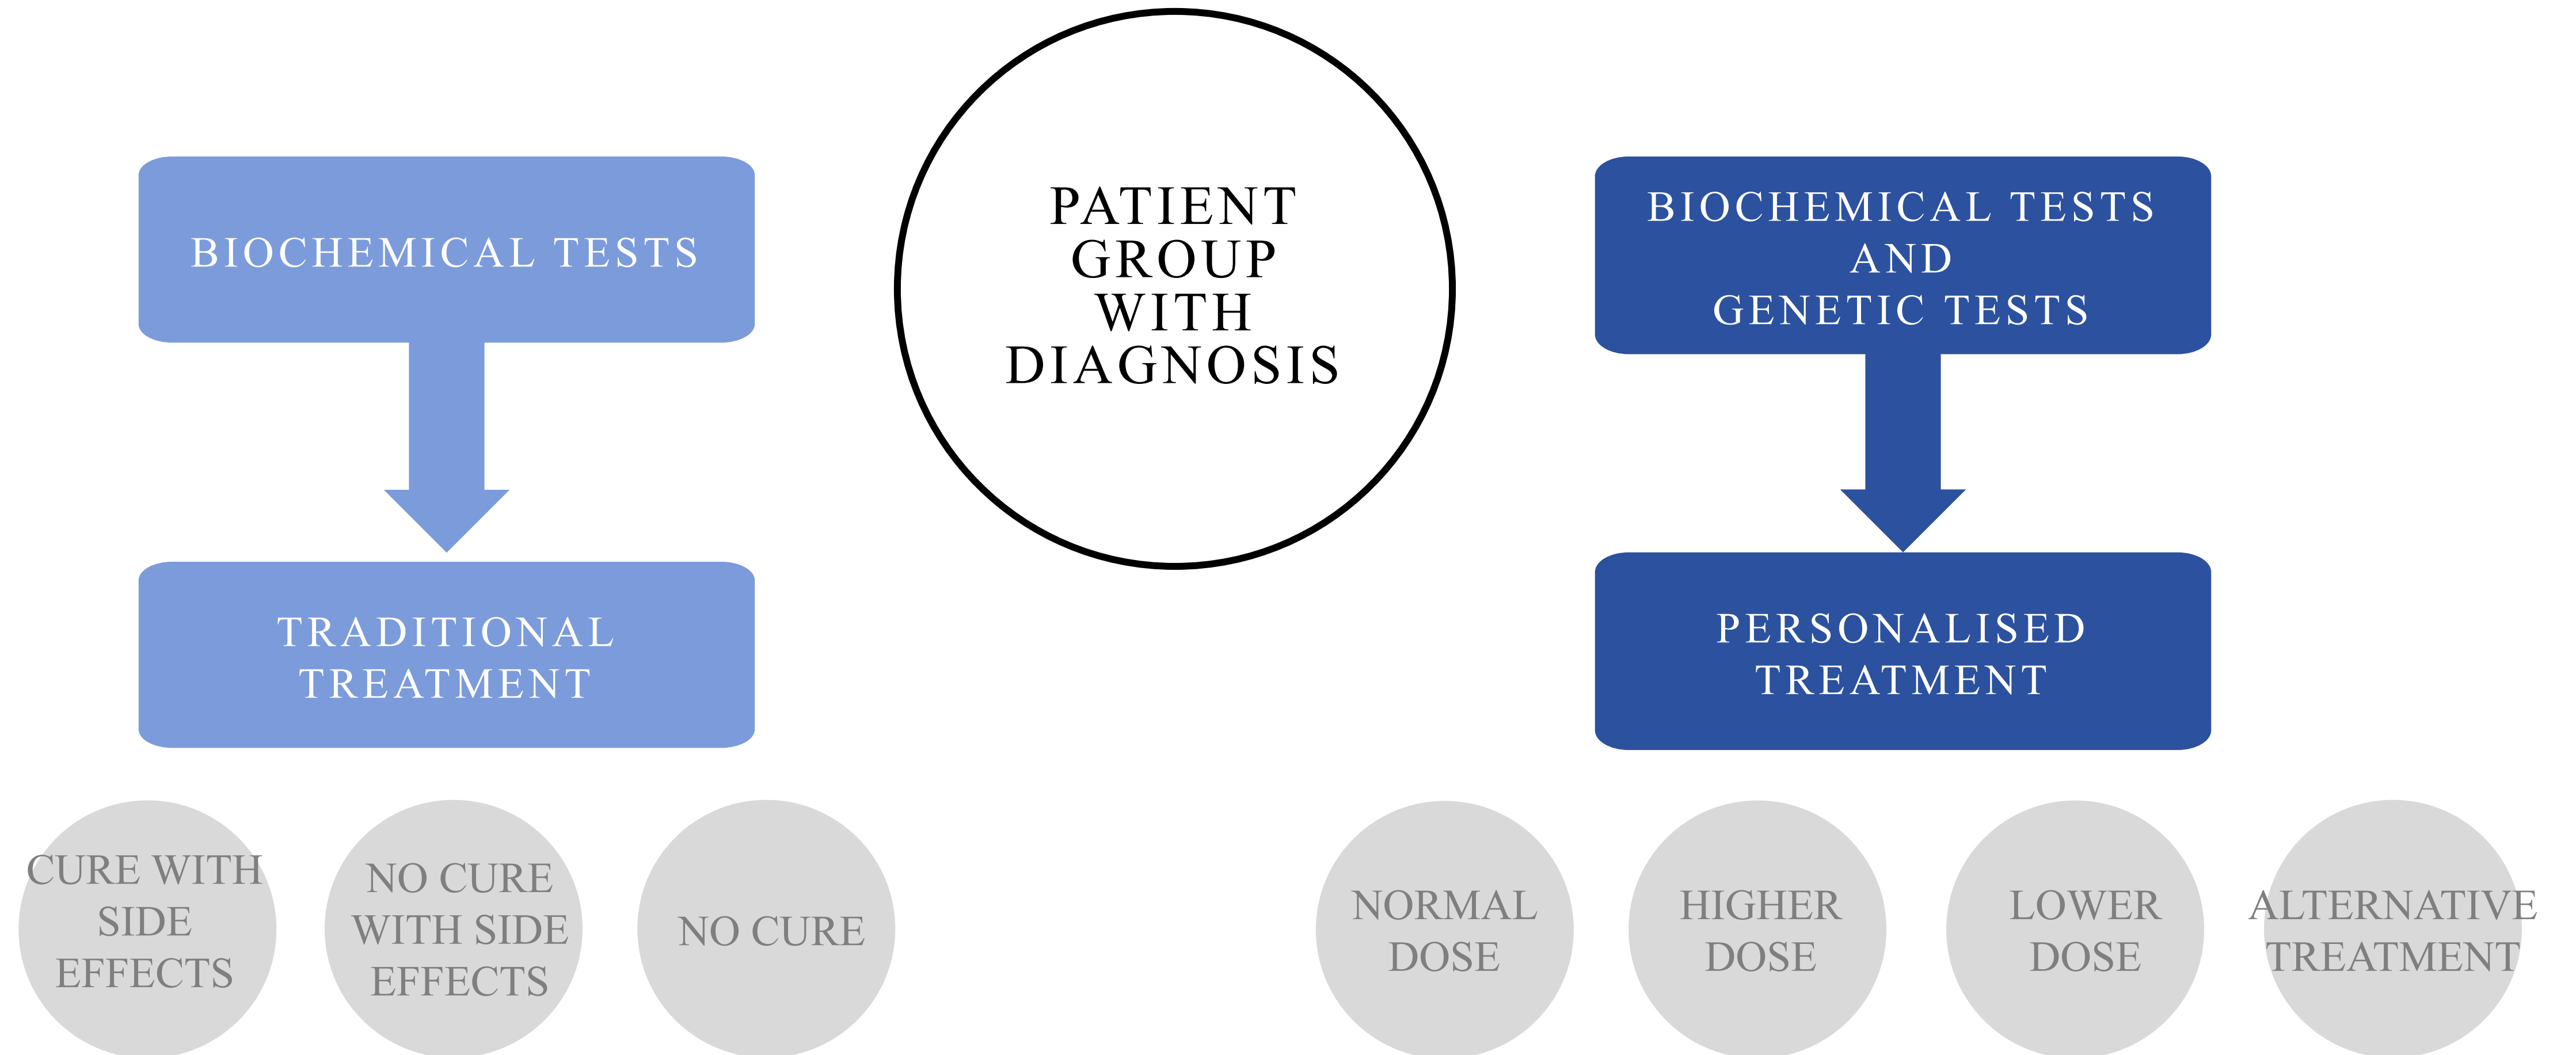 PATIENT
GROUP
WITH
DIAGNOSIS
BIOCHEMICAL TESTS
TRADITIONAL
TREATMENT
CURE WITH
SIDE
EFFECTS
NO CURE
WITH SIDE
EFFECTS
NO CURE
BIOCHEMICAL TESTS
AND
GENETIC TESTS
PERSONALISED
TREATMENT
NORMAL
DOSE
HIGHER
DOSE
LOWER
DOSE
ALTERNATIVE
TREATMENT